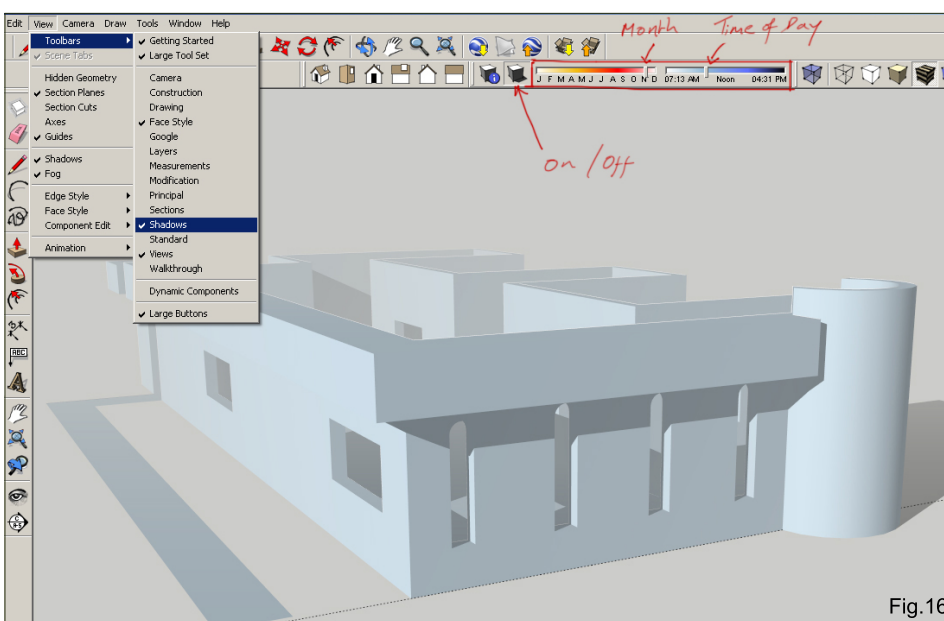 Edit View Camera Draw Tools Window Help
Month Time of Day
Toolbars
Scene Tabs
Hidden Geometry
Section Planes
Section Cuts
Axes
Guides
Shadows
Fog
Edge Style
Face Style
Component Edit
Animation
Getting Started
Large Tool Set
Camera
Construction
Drawing
Face Style
Google
Layers
Measurements
Modification
Principal
Sections
Shadows
Standard
Views
Walkthrough
Dynamic Components
Large Buttons
J F M A M J J A S O N D 07:13 AM Noon 04:31 PM
on / Off
ABC
Fig.16